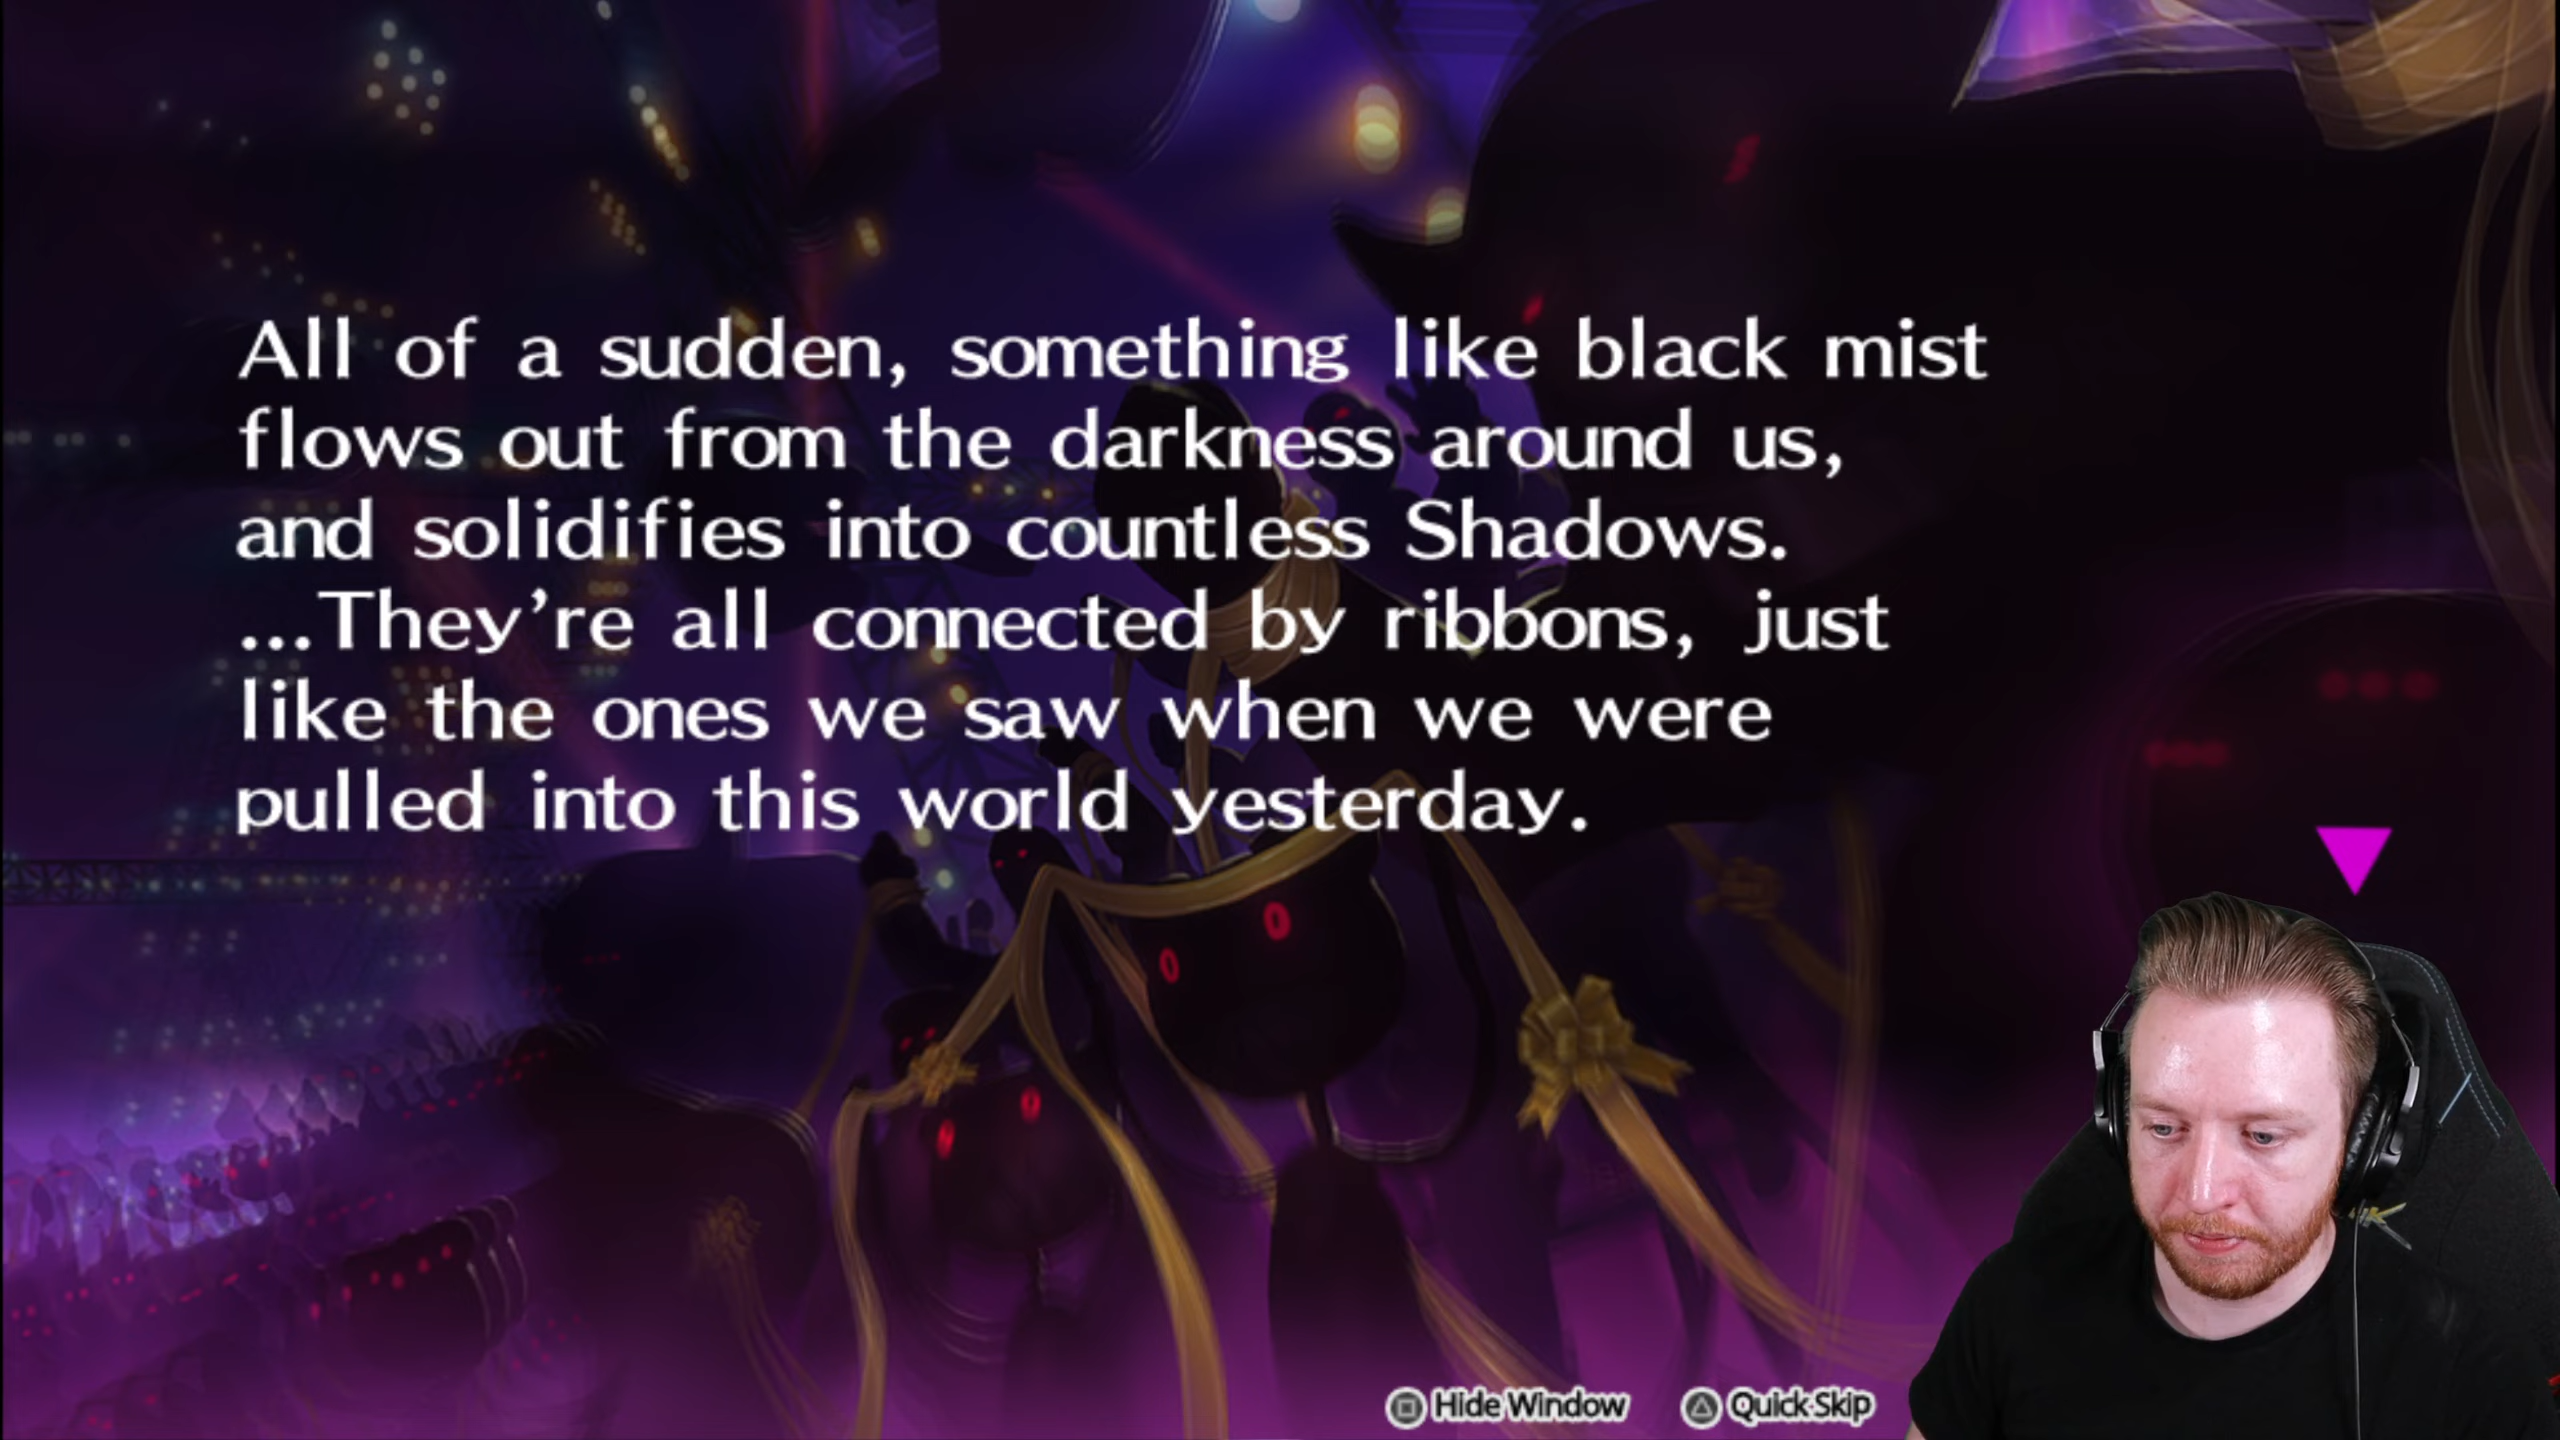 All of a sudden, something like black mist
flows out from the darkness around us,
and solidifies into countless Shadows.
...They're all connected by ribbons, just
like the ones we saw when we were
pulled into this world yesterday.
Hide Window Quick Skip